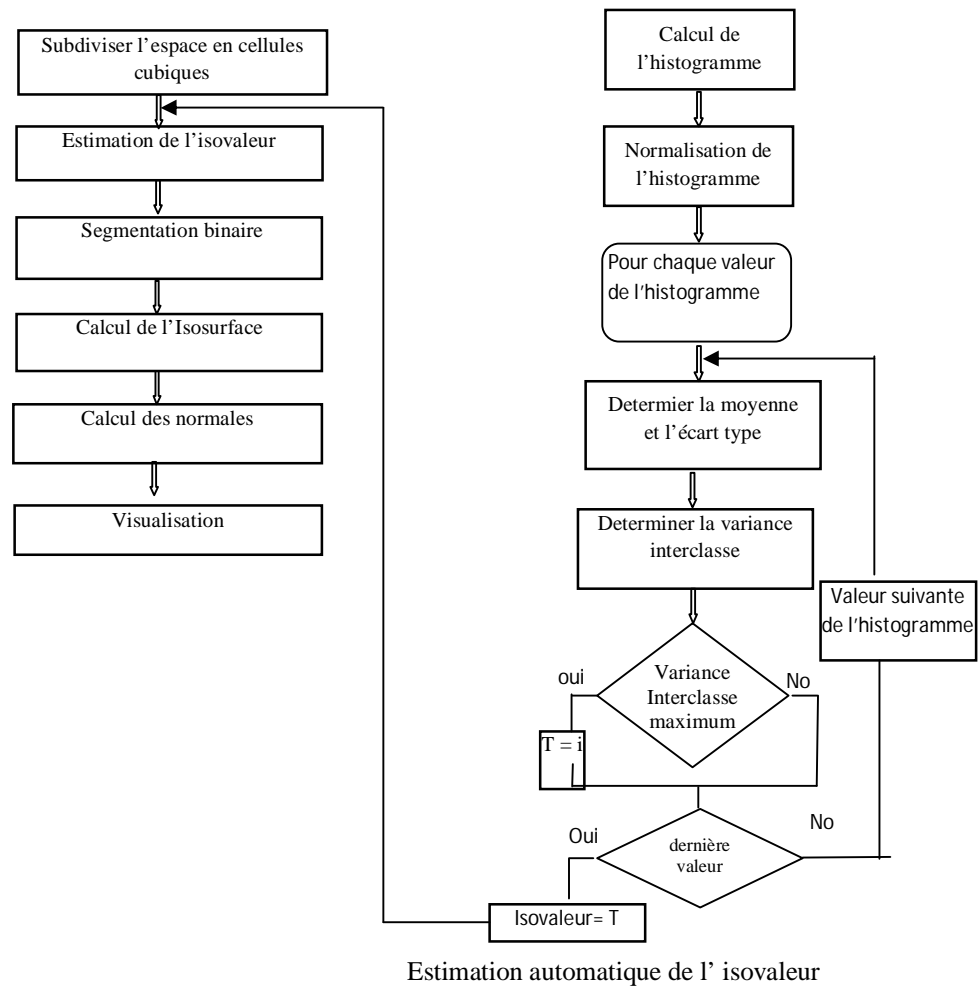 Subdiviser l'espace en cellules
cubiques
Estimation de l'isovaleur
Segmentation binaire
Calcul de l'Isosurface
Calcul des normales
Visualisation
Calcul de
l'histogramme
Normalisation de
l'histogramme
Pour chaque valeur
de l'histogramme
Determier la moyenne
et l'écart type
Determiner la variance
interclasse
Valeur suivante
de l'histogramme
oui
Variance
Interclasse
maximum
No
T = i
Oui
dernière
valeur
No
Isovaleur= T
Estimation automatique de l' isovaleur